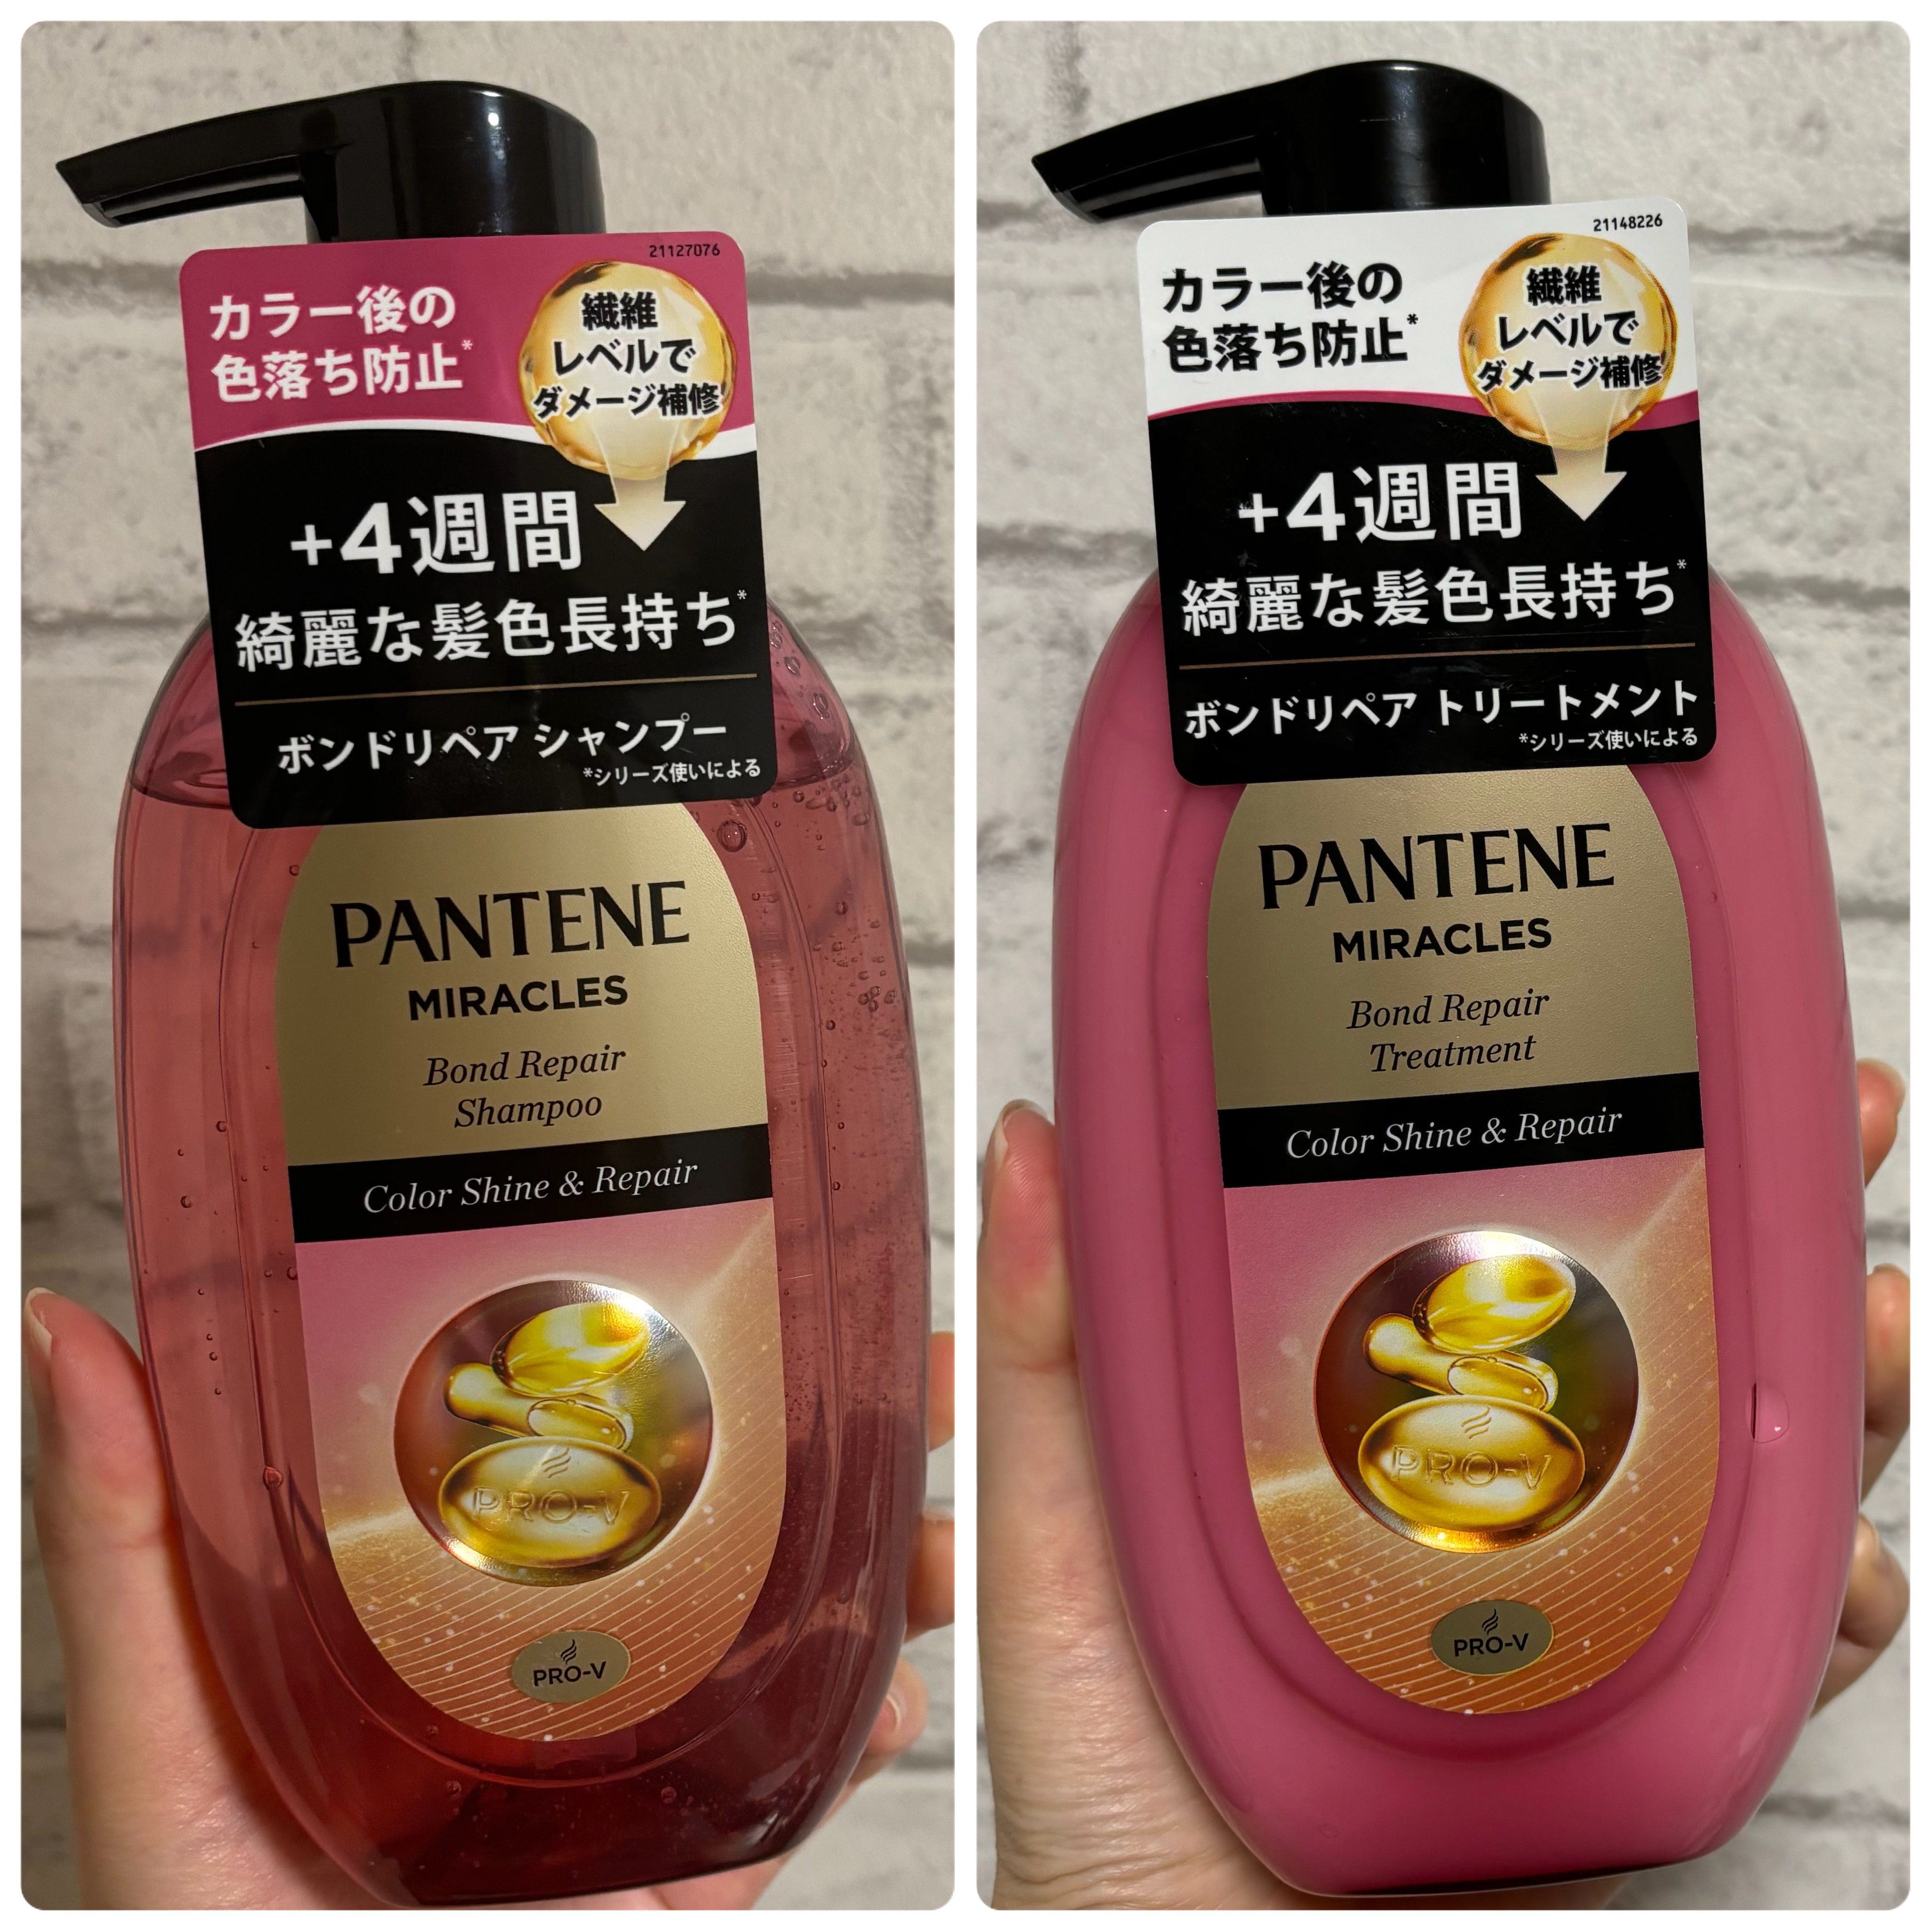 21127076
カラー後の
色落ち防止*
繊維
レベルで
ダメージ補修
+4週間
綺麗な髪色長持ち*
ボンドリペア シャンプー
*シリーズ使いによる
PANTENE
MIRACLES
Bond Repair
Shampoo
Color Shine & Repair
PRO-V
PRO-V
21148226
カラー後の
色落ち防止*
繊維
レベルで
ダメージ補修
+4週間
綺麗な髪色長持ち*
ボンドリペア トリートメント
*シリーズ使いによる
PANTENE
MIRACLES
Bond Repair
Treatment
Color Shine & Repair
PRO-V
PRO-V